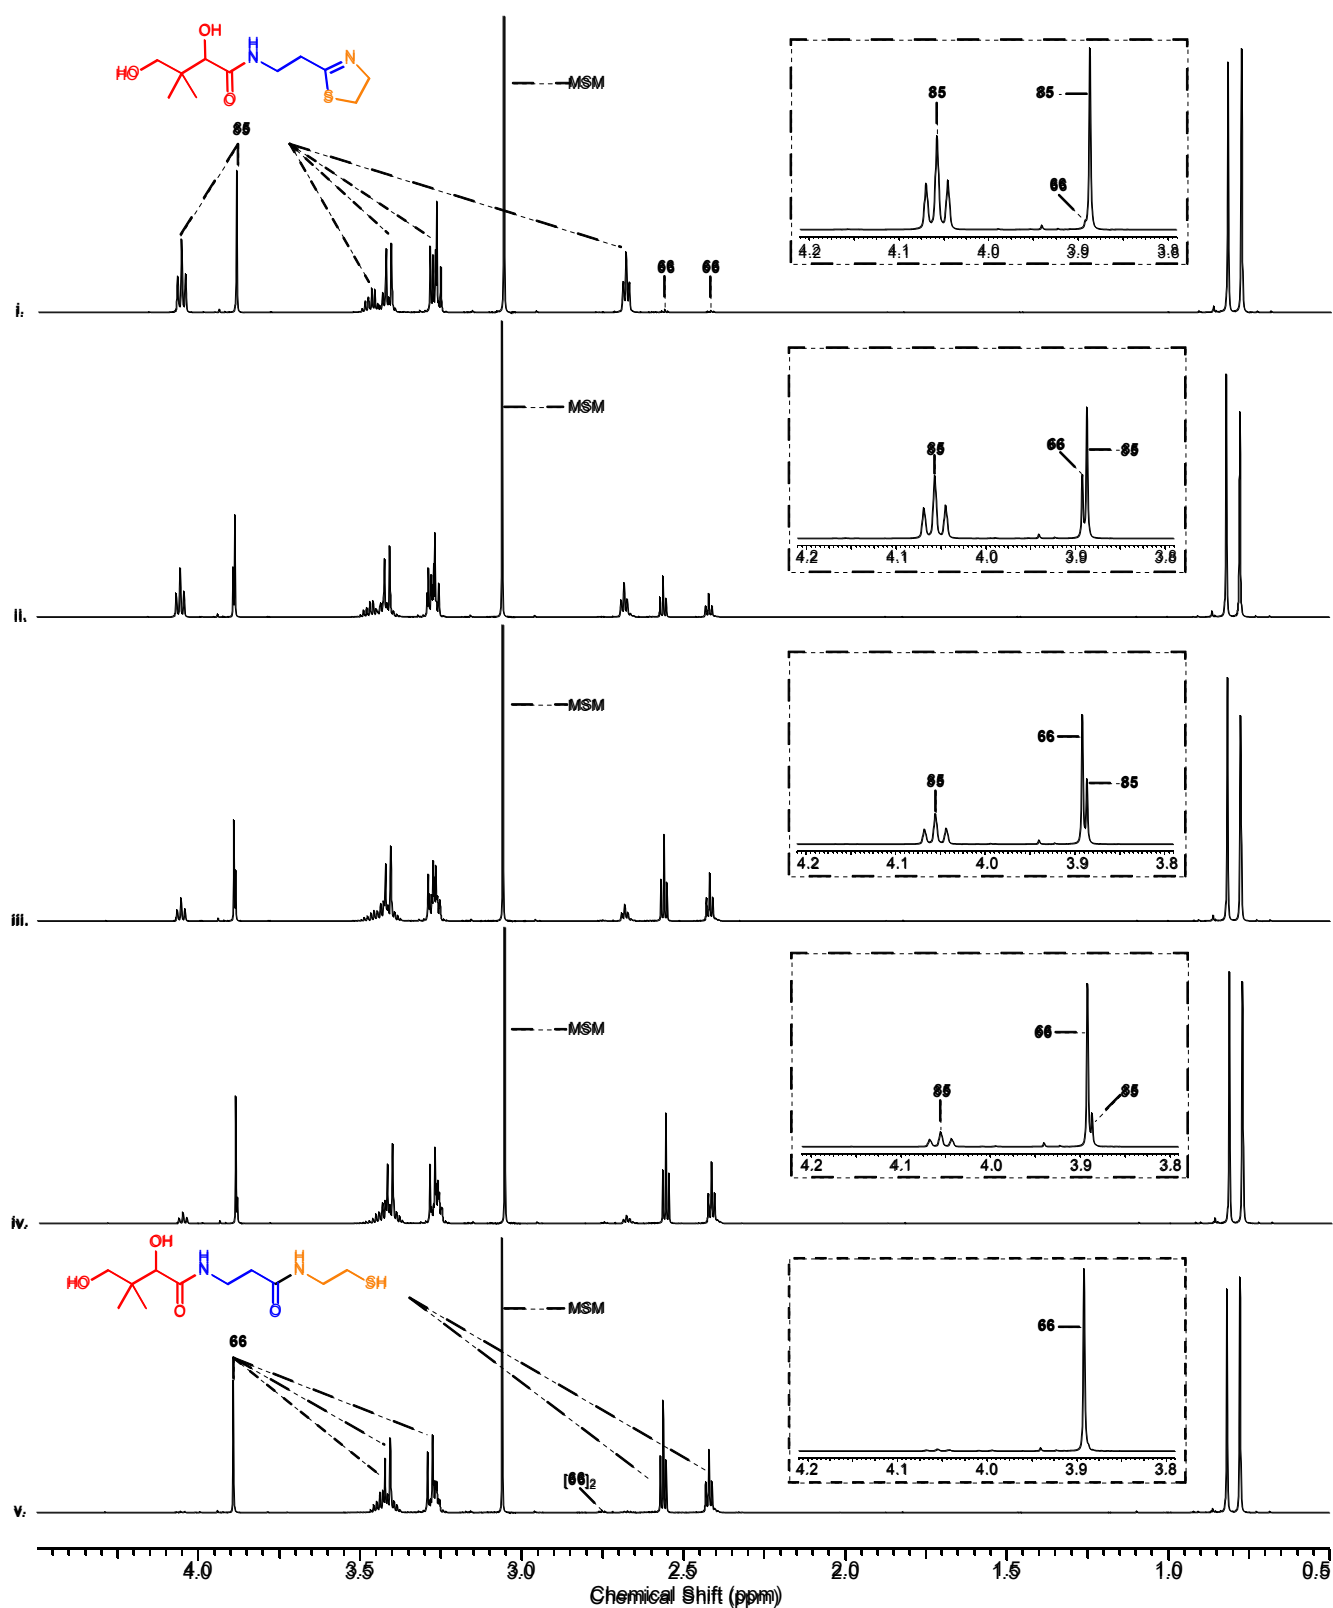 OH
H
N
HO
O
N
S
85
MSM
66 66
i.
85
85
66
4.2 4.1 4.0 3.9 3.8
MSM
ii.
85
66
85
4.2 4.1 4.0 3.9 3.8
MSM
iii.
66
85
85
4.2 4.1 4.0 3.9 3.8
MSM
iv.
66
85
85
4.2 4.1 4.0 3.9 3.8
OH
H
N
H
N
HO
SH
O
O
66
MSM
[66]2
v.
66
4.2 4.1 4.0 3.9 3.8
4.0 3.5 3.0 2.5 2.0 1.5 1.0 0.5
Chemical Shift (ppm)